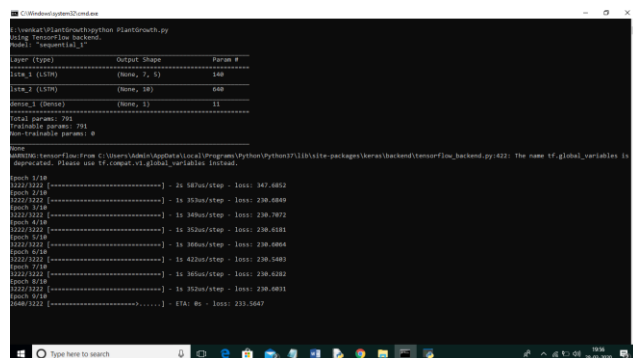 C:\Windows\system32\cmd.exe
E:\venkat\PlantGrowth>python PlantGrowth.py
Using TensorFlow backend.
Model: "sequential_1"
Layer (type) Output Shape Param #
lstm_1 (LSTM) (None, 7, 5) 140
lstm_2 (LSTM) (None, 10) 640
dense_1 (Dense) (None, 1) 11
Total params: 791
Trainable params: 791
Non-trainable params: 0
None
WARNING:tensorflow:From C:\Users\Admin\AppData\Local\Programs\Python\Python37\lib\site-packages\keras\backend\tensorflow_backend.py:422: The name tf.global_variables is
deprecated. Please use tf.compat.v1.global_variables instead.
Epoch 1/10
3222/3222 [==============================] - 2s 587us/step - loss: 347.6852
Epoch 2/10
3222/3222 [==============================] - 1s 353us/step - loss: 230.6849
Epoch 3/10
3222/3222 [==============================] - 1s 349us/step - loss: 230.7072
Epoch 4/10
3222/3222 [==============================] - 1s 352us/step - loss: 230.6181
Epoch 5/10
3222/3222 [==============================] - 1s 366us/step - loss: 230.6064
Epoch 6/10
3222/3222 [==============================] - 1s 422us/step - loss: 230.5403
Epoch 7/10
3222/3222 [==============================] - 1s 365us/step - loss: 230.6282
Epoch 8/10
3222/3222 [==============================] - 1s 352us/step - loss: 230.6031
Epoch 9/10
2640/3222 [=======================>......] - ETA: 0s - loss: 233.5647
Type here to search
19:56